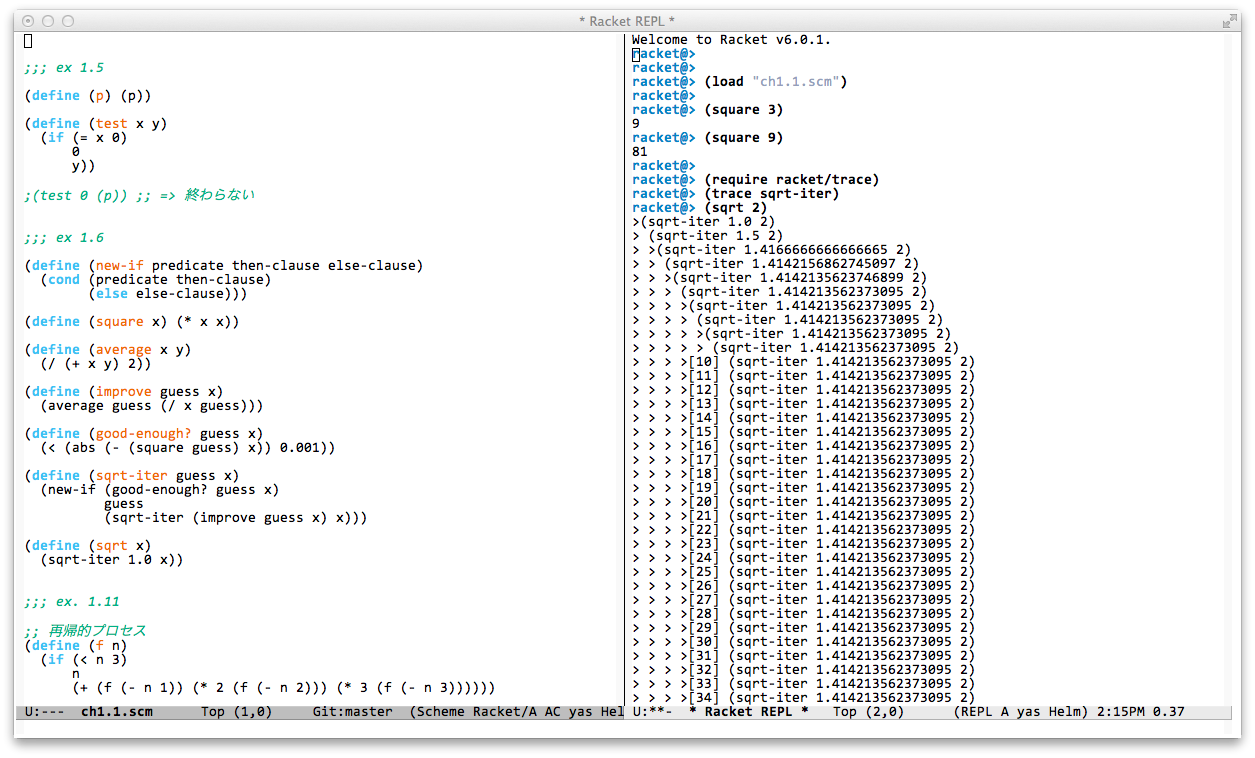 * Racket REPL *
;;; ex 1.5
(define (p) (p))
(define (test x y)
  (if (= x 0)
      0
      y))
;(test 0 (p)) ;; => 終わらない
;;; ex 1.6
(define (new-if predicate then-clause else-clause)
  (cond (predicate then-clause)
        (else else-clause)))
(define (square x) (* x x))
(define (average x y)
  (/ (+ x y) 2))
(define (improve guess x)
  (average guess (/ x guess)))
(define (good-enough? guess x)
  (< (abs (- (square guess) x)) 0.001))
(define (sqrt-iter guess x)
  (new-if (good-enough? guess x)
          guess
          (sqrt-iter (improve guess x) x)))
(define (sqrt x)
  (sqrt-iter 1.0 x))
;;; ex. 1.11
;; 再帰的プロセス
(define (f n)
  (if (< n 3)
      n
      (+ (f (- n 1)) (* 2 (f (- n 2))) (* 3 (f (- n 3))))))
U:---  ch1.1.scm      Top (1,0)     Git:master  (Scheme Racket/A AC yas Hel
Welcome to Racket v6.0.1.
racket@>
racket@>
racket@> (load "ch1.1.scm")
racket@>
racket@> (square 3)
9
racket@> (square 9)
81
racket@>
racket@> (require racket/trace)
racket@> (trace sqrt-iter)
racket@> (sqrt 2)
>(sqrt-iter 1.0 2)
> (sqrt-iter 1.5 2)
> >(sqrt-iter 1.4166666666666665 2)
> > (sqrt-iter 1.4142156862745097 2)
> > >(sqrt-iter 1.4142135623746899 2)
> > > (sqrt-iter 1.414213562373095 2)
> > > >(sqrt-iter 1.414213562373095 2)
> > > > (sqrt-iter 1.414213562373095 2)
> > > > >(sqrt-iter 1.414213562373095 2)
> > > > > (sqrt-iter 1.414213562373095 2)
> > > >[10] (sqrt-iter 1.414213562373095 2)
> > > >[11] (sqrt-iter 1.414213562373095 2)
> > > >[12] (sqrt-iter 1.414213562373095 2)
> > > >[13] (sqrt-iter 1.414213562373095 2)
> > > >[14] (sqrt-iter 1.414213562373095 2)
> > > >[15] (sqrt-iter 1.414213562373095 2)
> > > >[16] (sqrt-iter 1.414213562373095 2)
> > > >[17] (sqrt-iter 1.414213562373095 2)
> > > >[18] (sqrt-iter 1.414213562373095 2)
> > > >[19] (sqrt-iter 1.414213562373095 2)
> > > >[20] (sqrt-iter 1.414213562373095 2)
> > > >[21] (sqrt-iter 1.414213562373095 2)
> > > >[22] (sqrt-iter 1.414213562373095 2)
> > > >[23] (sqrt-iter 1.414213562373095 2)
> > > >[24] (sqrt-iter 1.414213562373095 2)
> > > >[25] (sqrt-iter 1.414213562373095 2)
> > > >[26] (sqrt-iter 1.414213562373095 2)
> > > >[27] (sqrt-iter 1.414213562373095 2)
> > > >[28] (sqrt-iter 1.414213562373095 2)
> > > >[29] (sqrt-iter 1.414213562373095 2)
> > > >[30] (sqrt-iter 1.414213562373095 2)
> > > >[31] (sqrt-iter 1.414213562373095 2)
> > > >[32] (sqrt-iter 1.414213562373095 2)
> > > >[33] (sqrt-iter 1.414213562373095 2)
> > > >[34] (sqrt-iter 1.414213562373095 2)
U:**-  * Racket REPL *   Top (2,0)      (REPL A yas Helm) 2:15PM 0.37